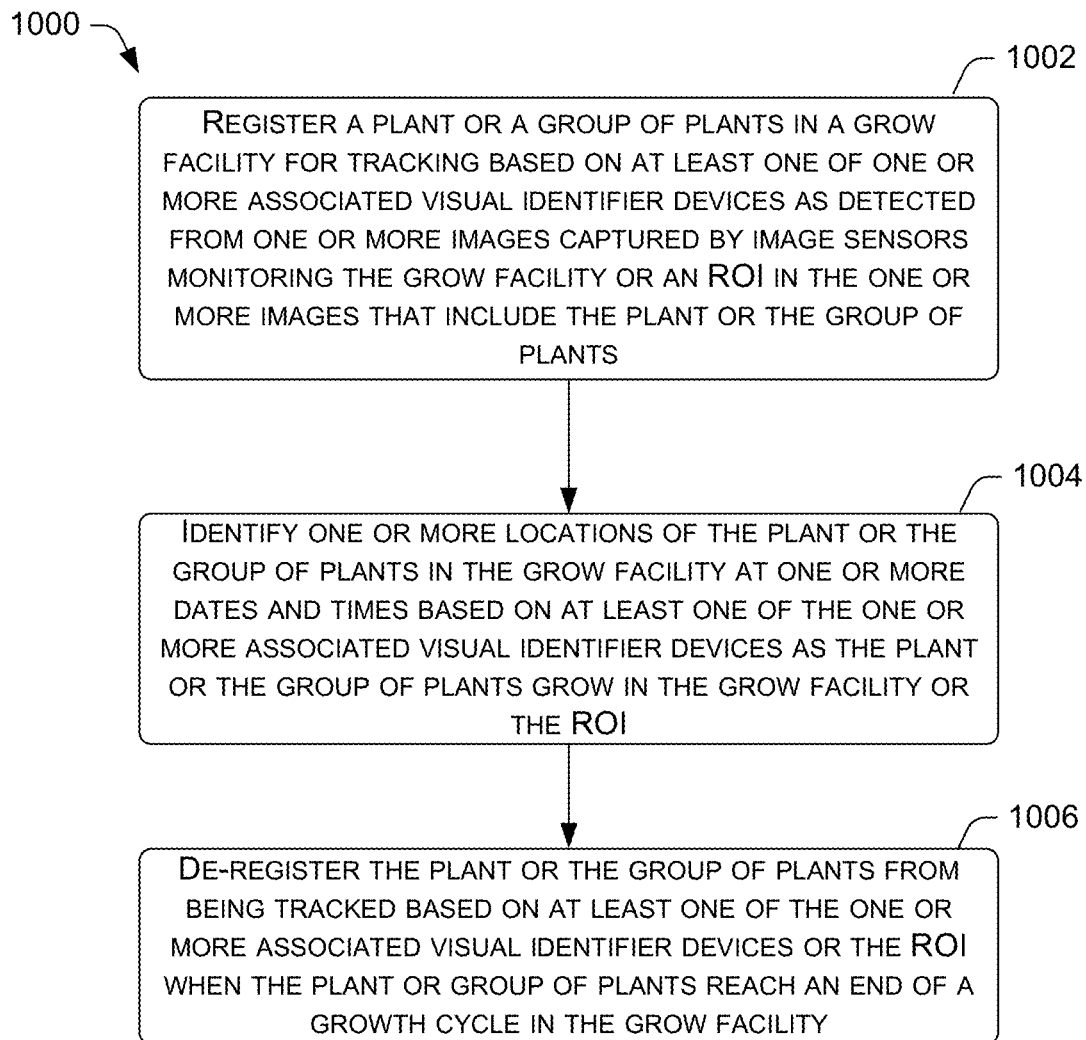 1000
1002
REGISTER A PLANT OR A GROUP OF PLANTS IN A GROW
FACILITY FOR TRACKING BASED ON AT LEAST ONE OF ONE OR
MORE ASSOCIATED VISUAL IDENTIFIER DEVICES AS DETECTED
FROM ONE OR MORE IMAGES CAPTURED BY IMAGE SENSORS
MONITORING THE GROW FACILITY OR AN ROI IN THE ONE OR
MORE IMAGES THAT INCLUDE THE PLANT OR THE GROUP OF
PLANTS
1004
IDENTIFY ONE OR MORE LOCATIONS OF THE PLANT OR THE
GROUP OF PLANTS IN THE GROW FACILITY AT ONE OR MORE
DATES AND TIMES BASED ON AT LEAST ONE OF THE ONE OR
MORE ASSOCIATED VISUAL IDENTIFIER DEVICES AS THE PLANT
OR THE GROUP OF PLANTS GROW IN THE GROW FACILITY OR
THE ROI
1006
DE-REGISTER THE PLANT OR THE GROUP OF PLANTS FROM
BEING TRACKED BASED ON AT LEAST ONE OF THE ONE OR
MORE ASSOCIATED VISUAL IDENTIFIER DEVICES OR THE ROI
WHEN THE PLANT OR GROUP OF PLANTS REACH AN END OF A
GROWTH CYCLE IN THE GROW FACILITY